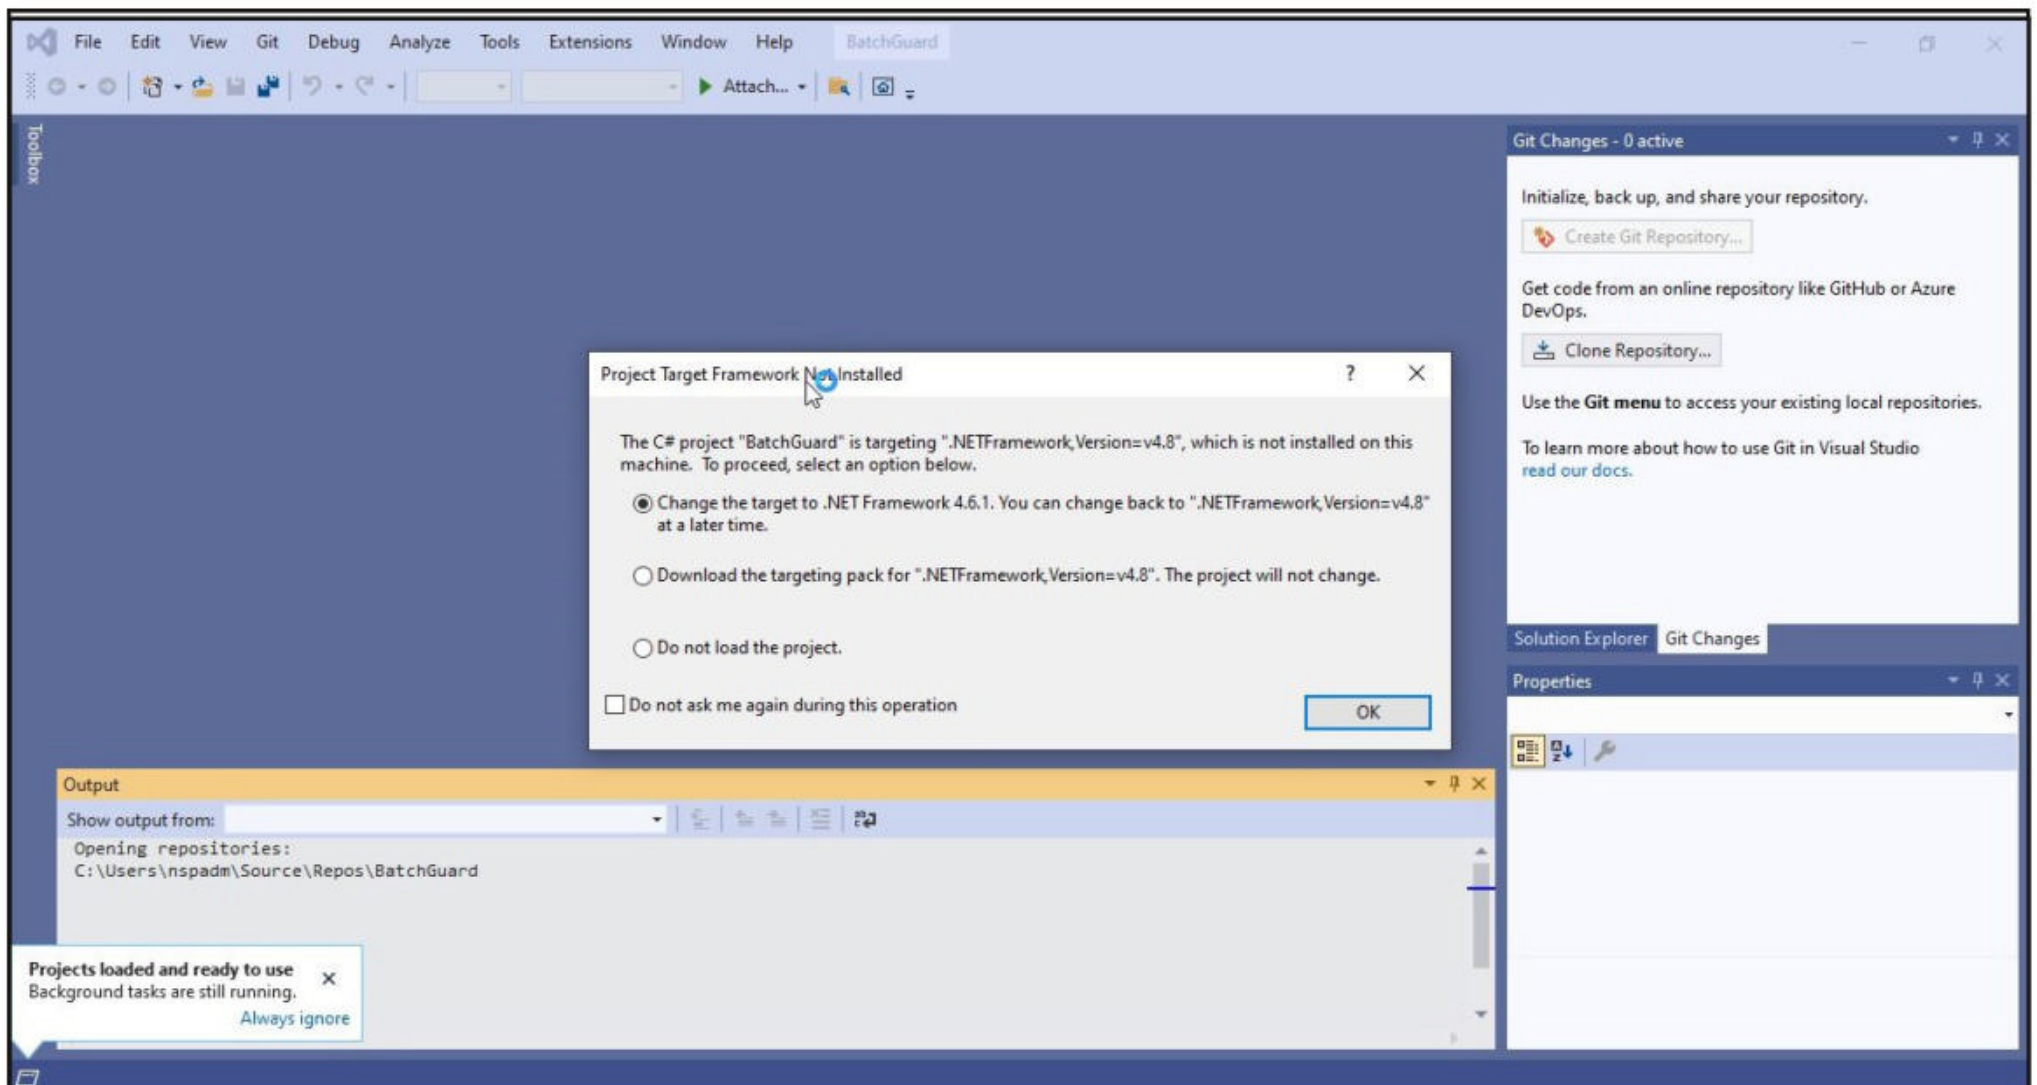 File Edit View Git Debug Analyze Tools Extensions Window Help BatchGuard
Attach...
Toolbox
Git Changes - 0 active
Initialize, back up, and share your repository.
Create Git Repository...
Get code from an online repository like GitHub or Azure
DevOps.
Clone Repository...
Use the Git menu to access your existing local repositories.
To learn more about how to use Git in Visual Studio
read our docs.
Solution Explorer Git Changes
Properties
Project Target Framework Not Installed
The C# project "BatchGuard" is targeting ".NETFramework,Version=v4.8", which is not installed on this
machine. To proceed, select an option below.
Change the target to .NET Framework 4.6.1. You can change back to ".NETFramework,Version=v4.8"
at a later time.
Download the targeting pack for ".NETFramework,Version=v4.8". The project will not change.
Do not load the project.
Do not ask me again during this operation
OK
Output
Show output from:
Opening repositories:
C:\Users\nspadm\Source\Repos\BatchGuard
Projects loaded and ready to use
Background tasks are still running.
Always ignore